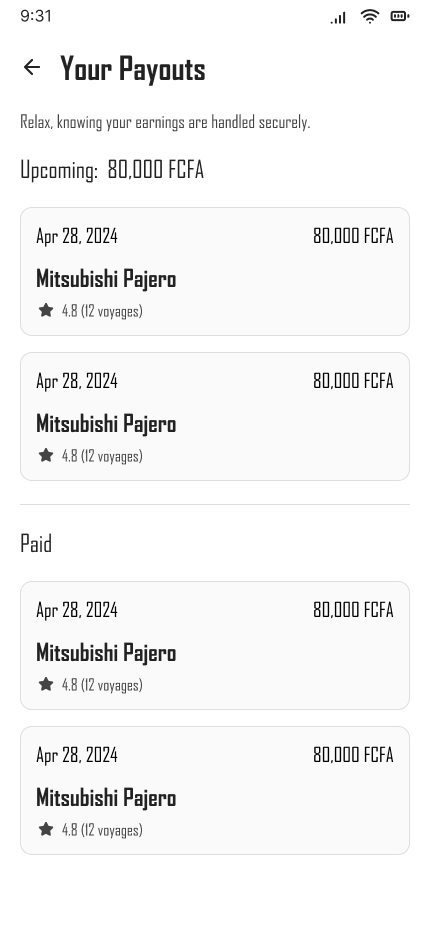 9:31
Your Payouts
Relax, knowing your earnings are handled securely.
Upcoming: 80,000 FCFA
Apr 28, 2024 80,000 FCFA
Mitsubishi Pajero
4.8 (12 voyages)
Apr 28, 2024 80,000 FCFA
Mitsubishi Pajero
4.8 (12 voyages)
Paid
Apr 28, 2024 80,000 FCFA
Mitsubishi Pajero
4.8 (12 voyages)
Apr 28, 2024 80,000 FCFA
Mitsubishi Pajero
4.8 (12 voyages)